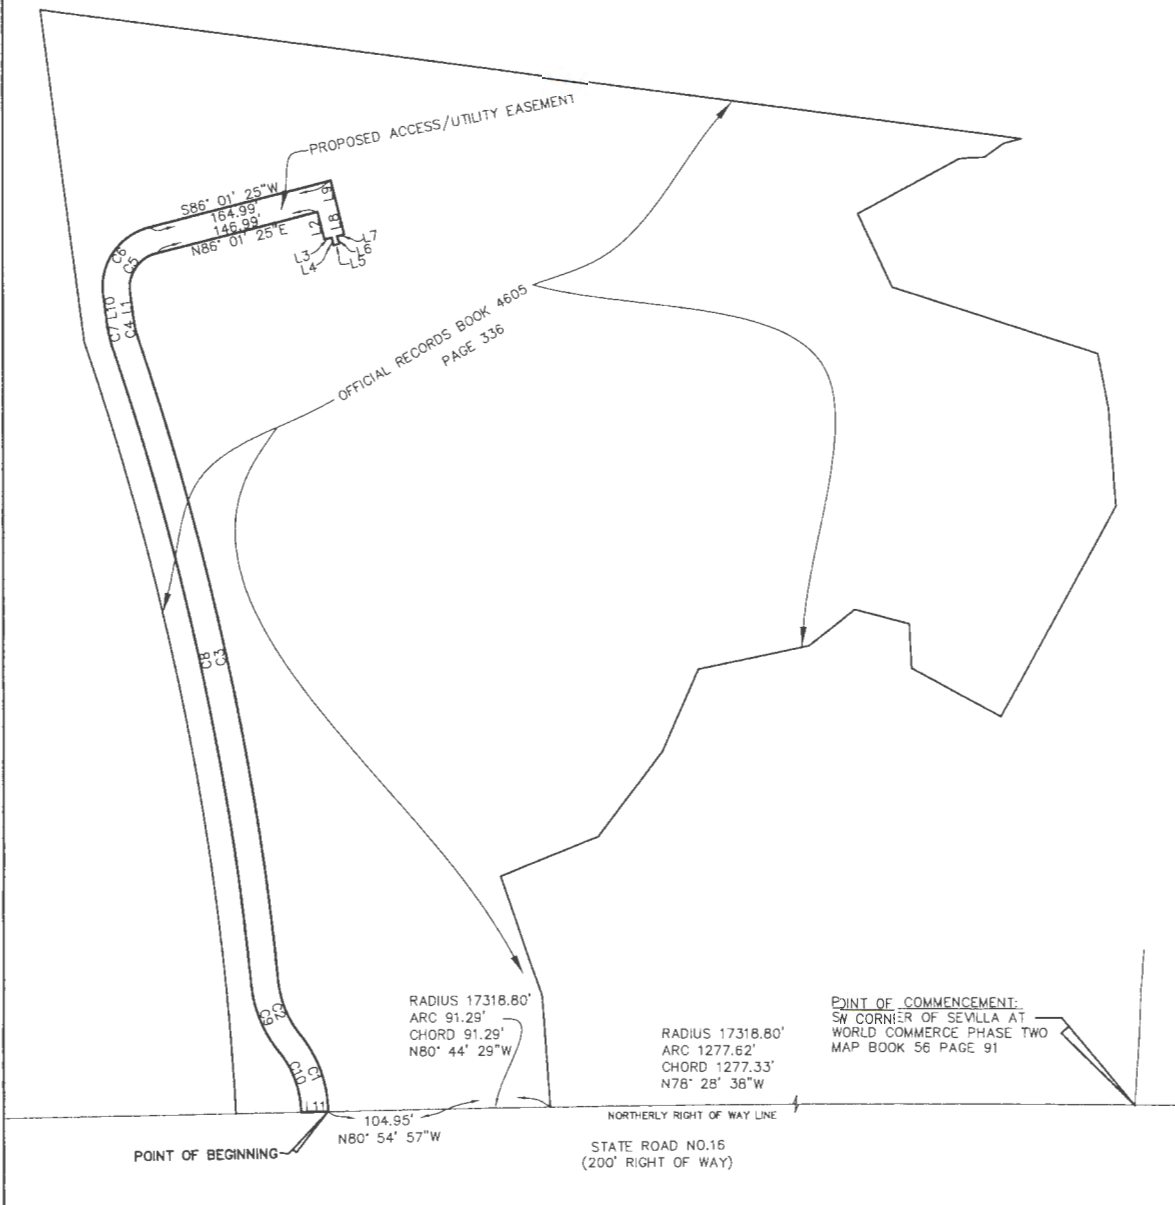 PROPOSED ACCESS/UTILITY EASEMENT
S86° 01' 25"W
164.99'
146.99'
N86° 01' 25"E
L9
L8
L2
L7
L6
L5
L3
L4
C6
C5
C7 L10
C4 L1
OFFICIAL RECORDS BOOK 4605
PAGE 336
C8
C3
C9
C2
C10
C1
L11
RADIUS 17318.80'
ARC 91.29'
CHORD 91.29'
N80° 44' 29"W
RADIUS 17318.80'
ARC 1277.62'
CHORD 1277.33'
N78° 28' 38"W
POINT OF COMMENCEMENT:
SW CORNER OF SEVILLA AT
WORLD COMMERCE PHASE TWO
MAP BOOK 56 PAGE 91
104.95'
N80° 54' 57"W
NORTHERLY RIGHT OF WAY LINE
POINT OF BEGINNING
STATE ROAD NO.16
(200' RIGHT OF WAY)